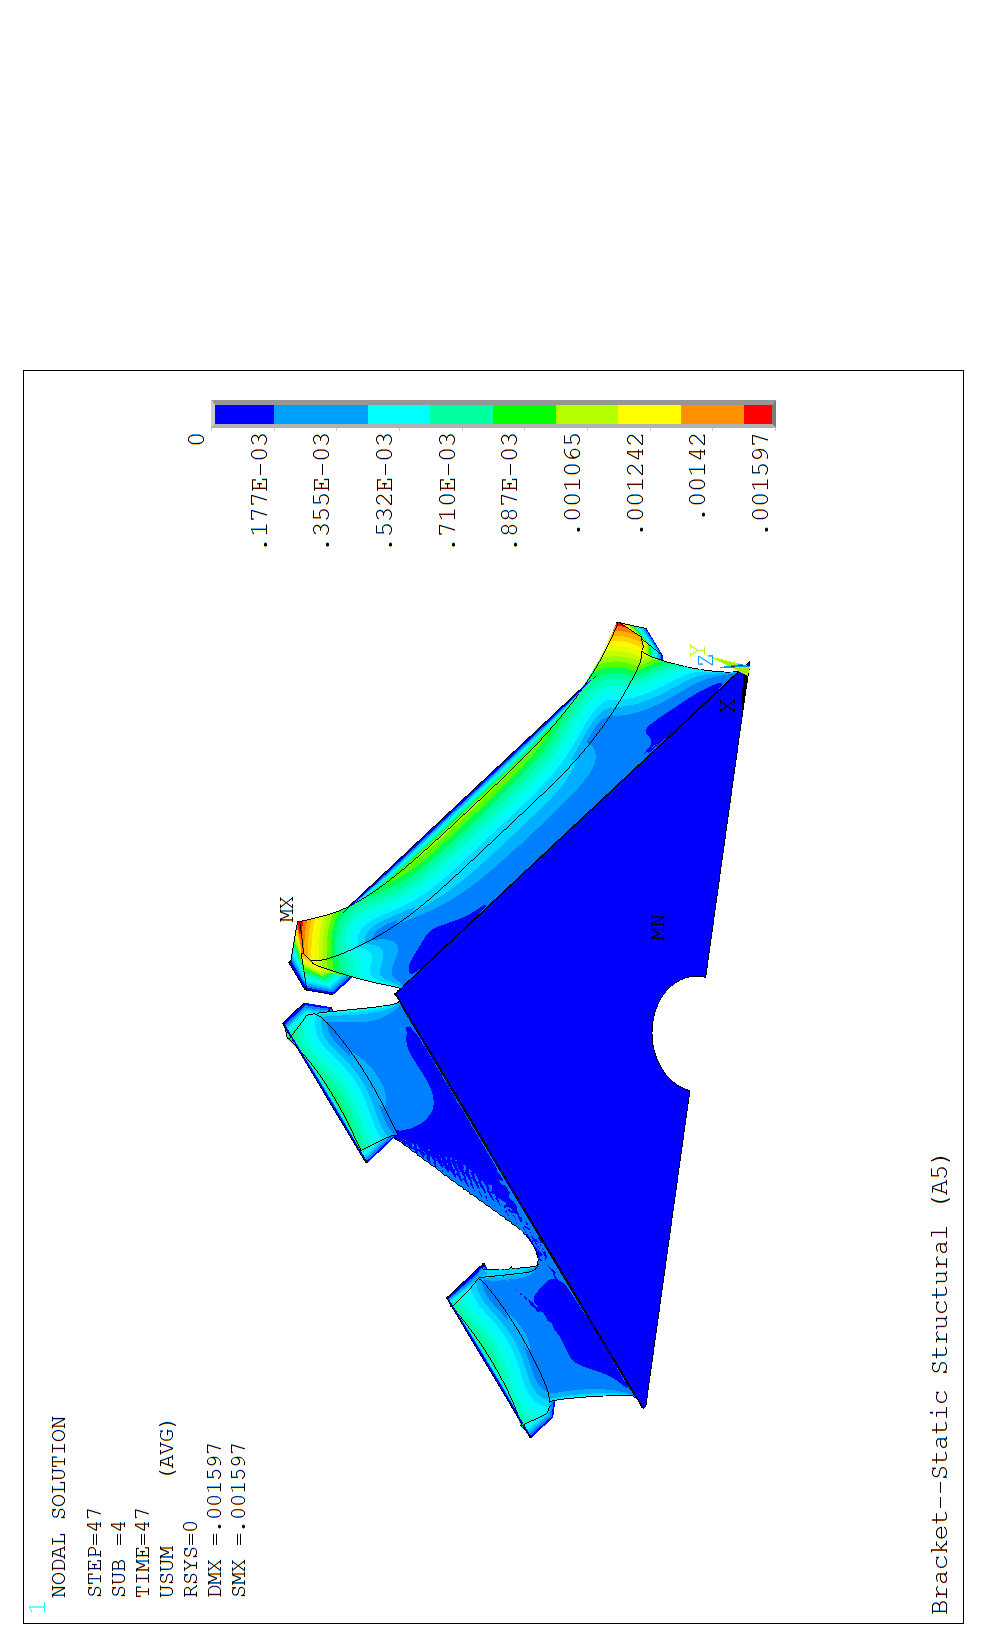 1
NODAL SOLUTION
STEP=47
SUB =4
TIME=47
USUM (AVG)
RSYS=0
DMX =.001597
SMX =.001597
MX
MN
Y
Z
X
0
.177E-03
.355E-03
.532E-03
.710E-03
.887E-03
.001065
.001242
.00142
.001597
Bracket--Static Structural (A5)